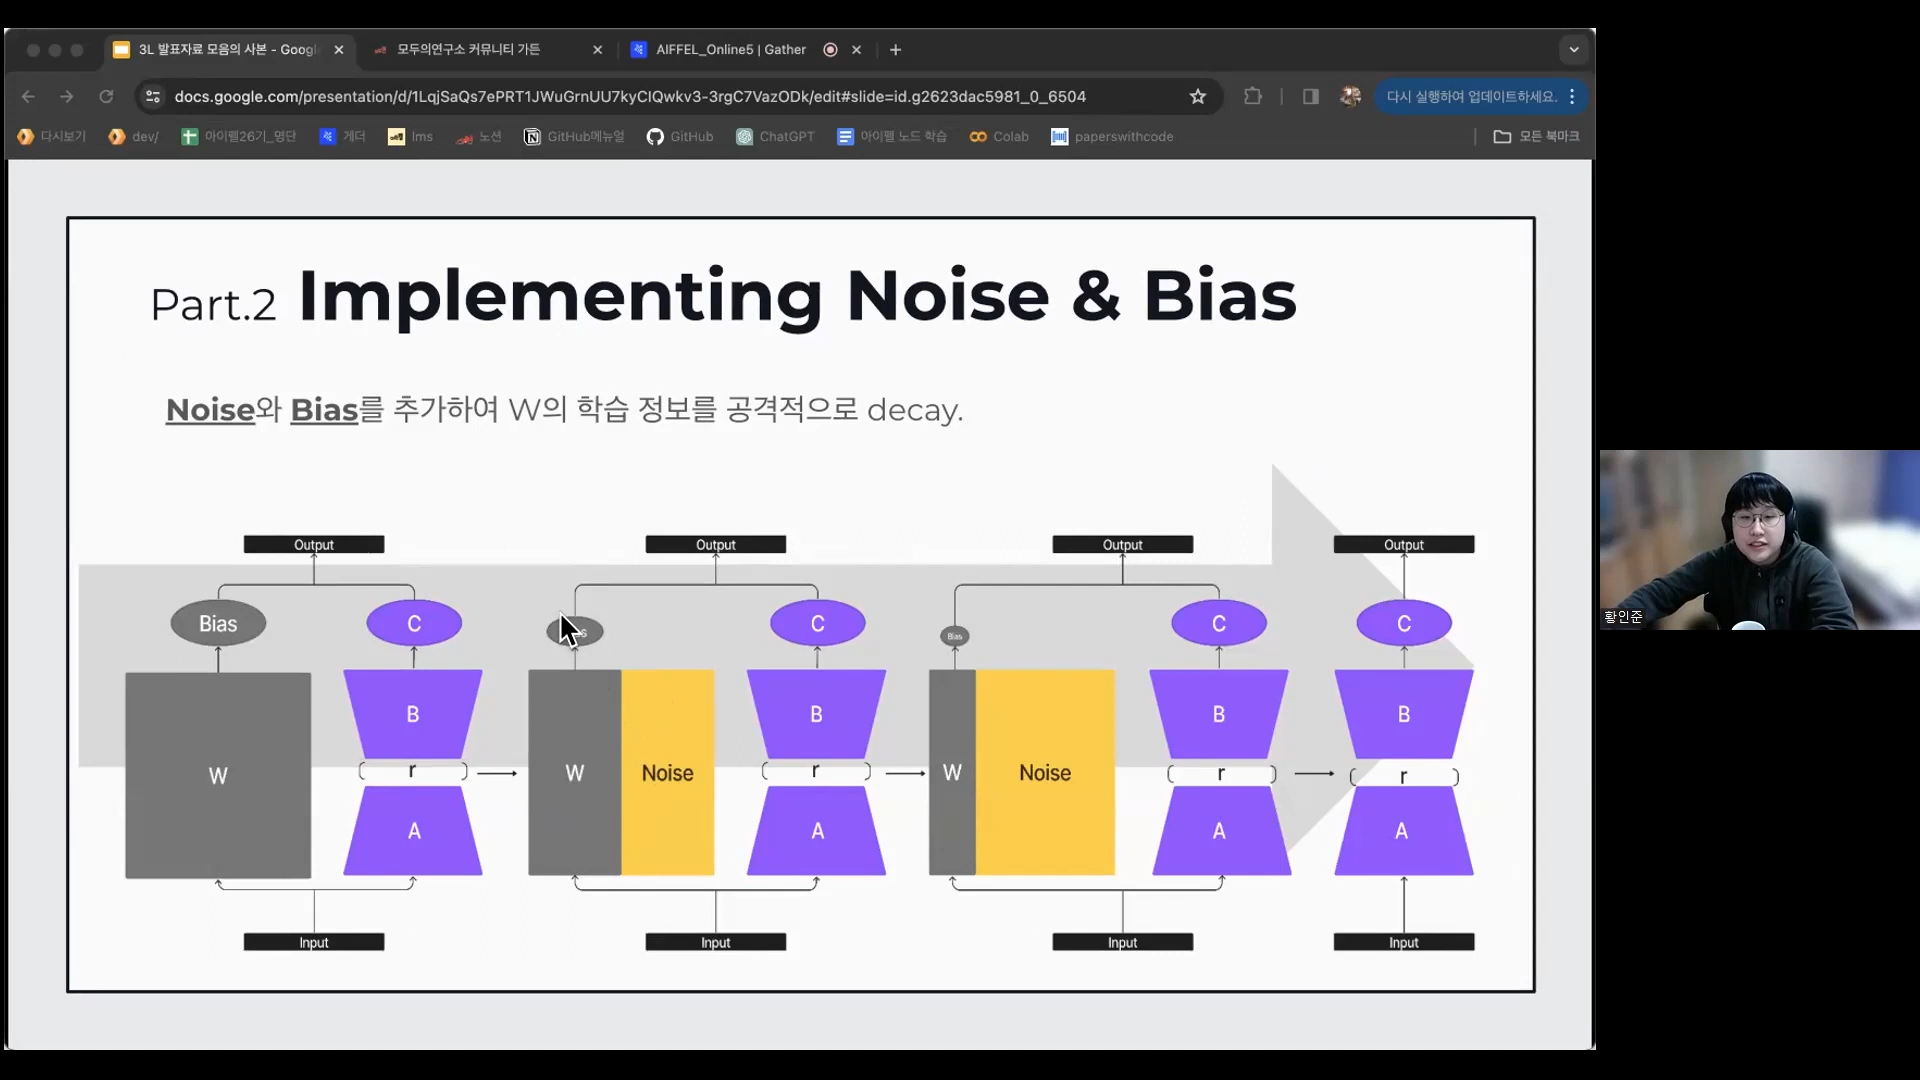 3L 발표자료 모음의 사본 - Googl
모두의연구소 커뮤니티 가든
AIFFEL_Online5 | Gather
docs.google.com/presentation/d/1LqjSaQs7ePRT1JWuGrnUU7kyCIQwkv3-3rgC7VazODk/edit#slide=id.g2623dac5981_0_6504
다시 실행하여 업데이트하세요.
다시보기 dev/ 아이펠26기_명단 게더 lms 노션 GitHub메뉴얼 GitHub ChatGPT 아이펠 노드 학습 Colab paperswithcode 모든 북마크
Part.2 Implementing Noise & Bias
Noise와 Bias를 추가하여 W의 학습 정보를 공격적으로 decay.
Output Output Output Output
Bias C C Bias C C
B B B B
W r W Noise r W Noise r r
A A A A
Input Input Input Input
황인준